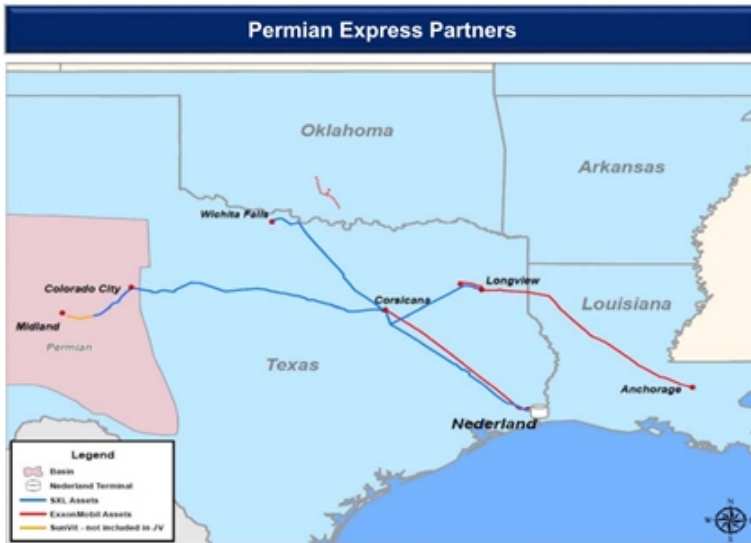 Permian Express Partners
Oklahoma
Arkansas
Wichita Falls
Colorado City
Longview
Corsicana
Louisiana
Midland
Permian
Texas
Anchorage
Nederland
Legend
Basin
Nederland Terminal
SXL Assets
ExxonMobil Assets
SunVit - not included in JV
N
W
E
S